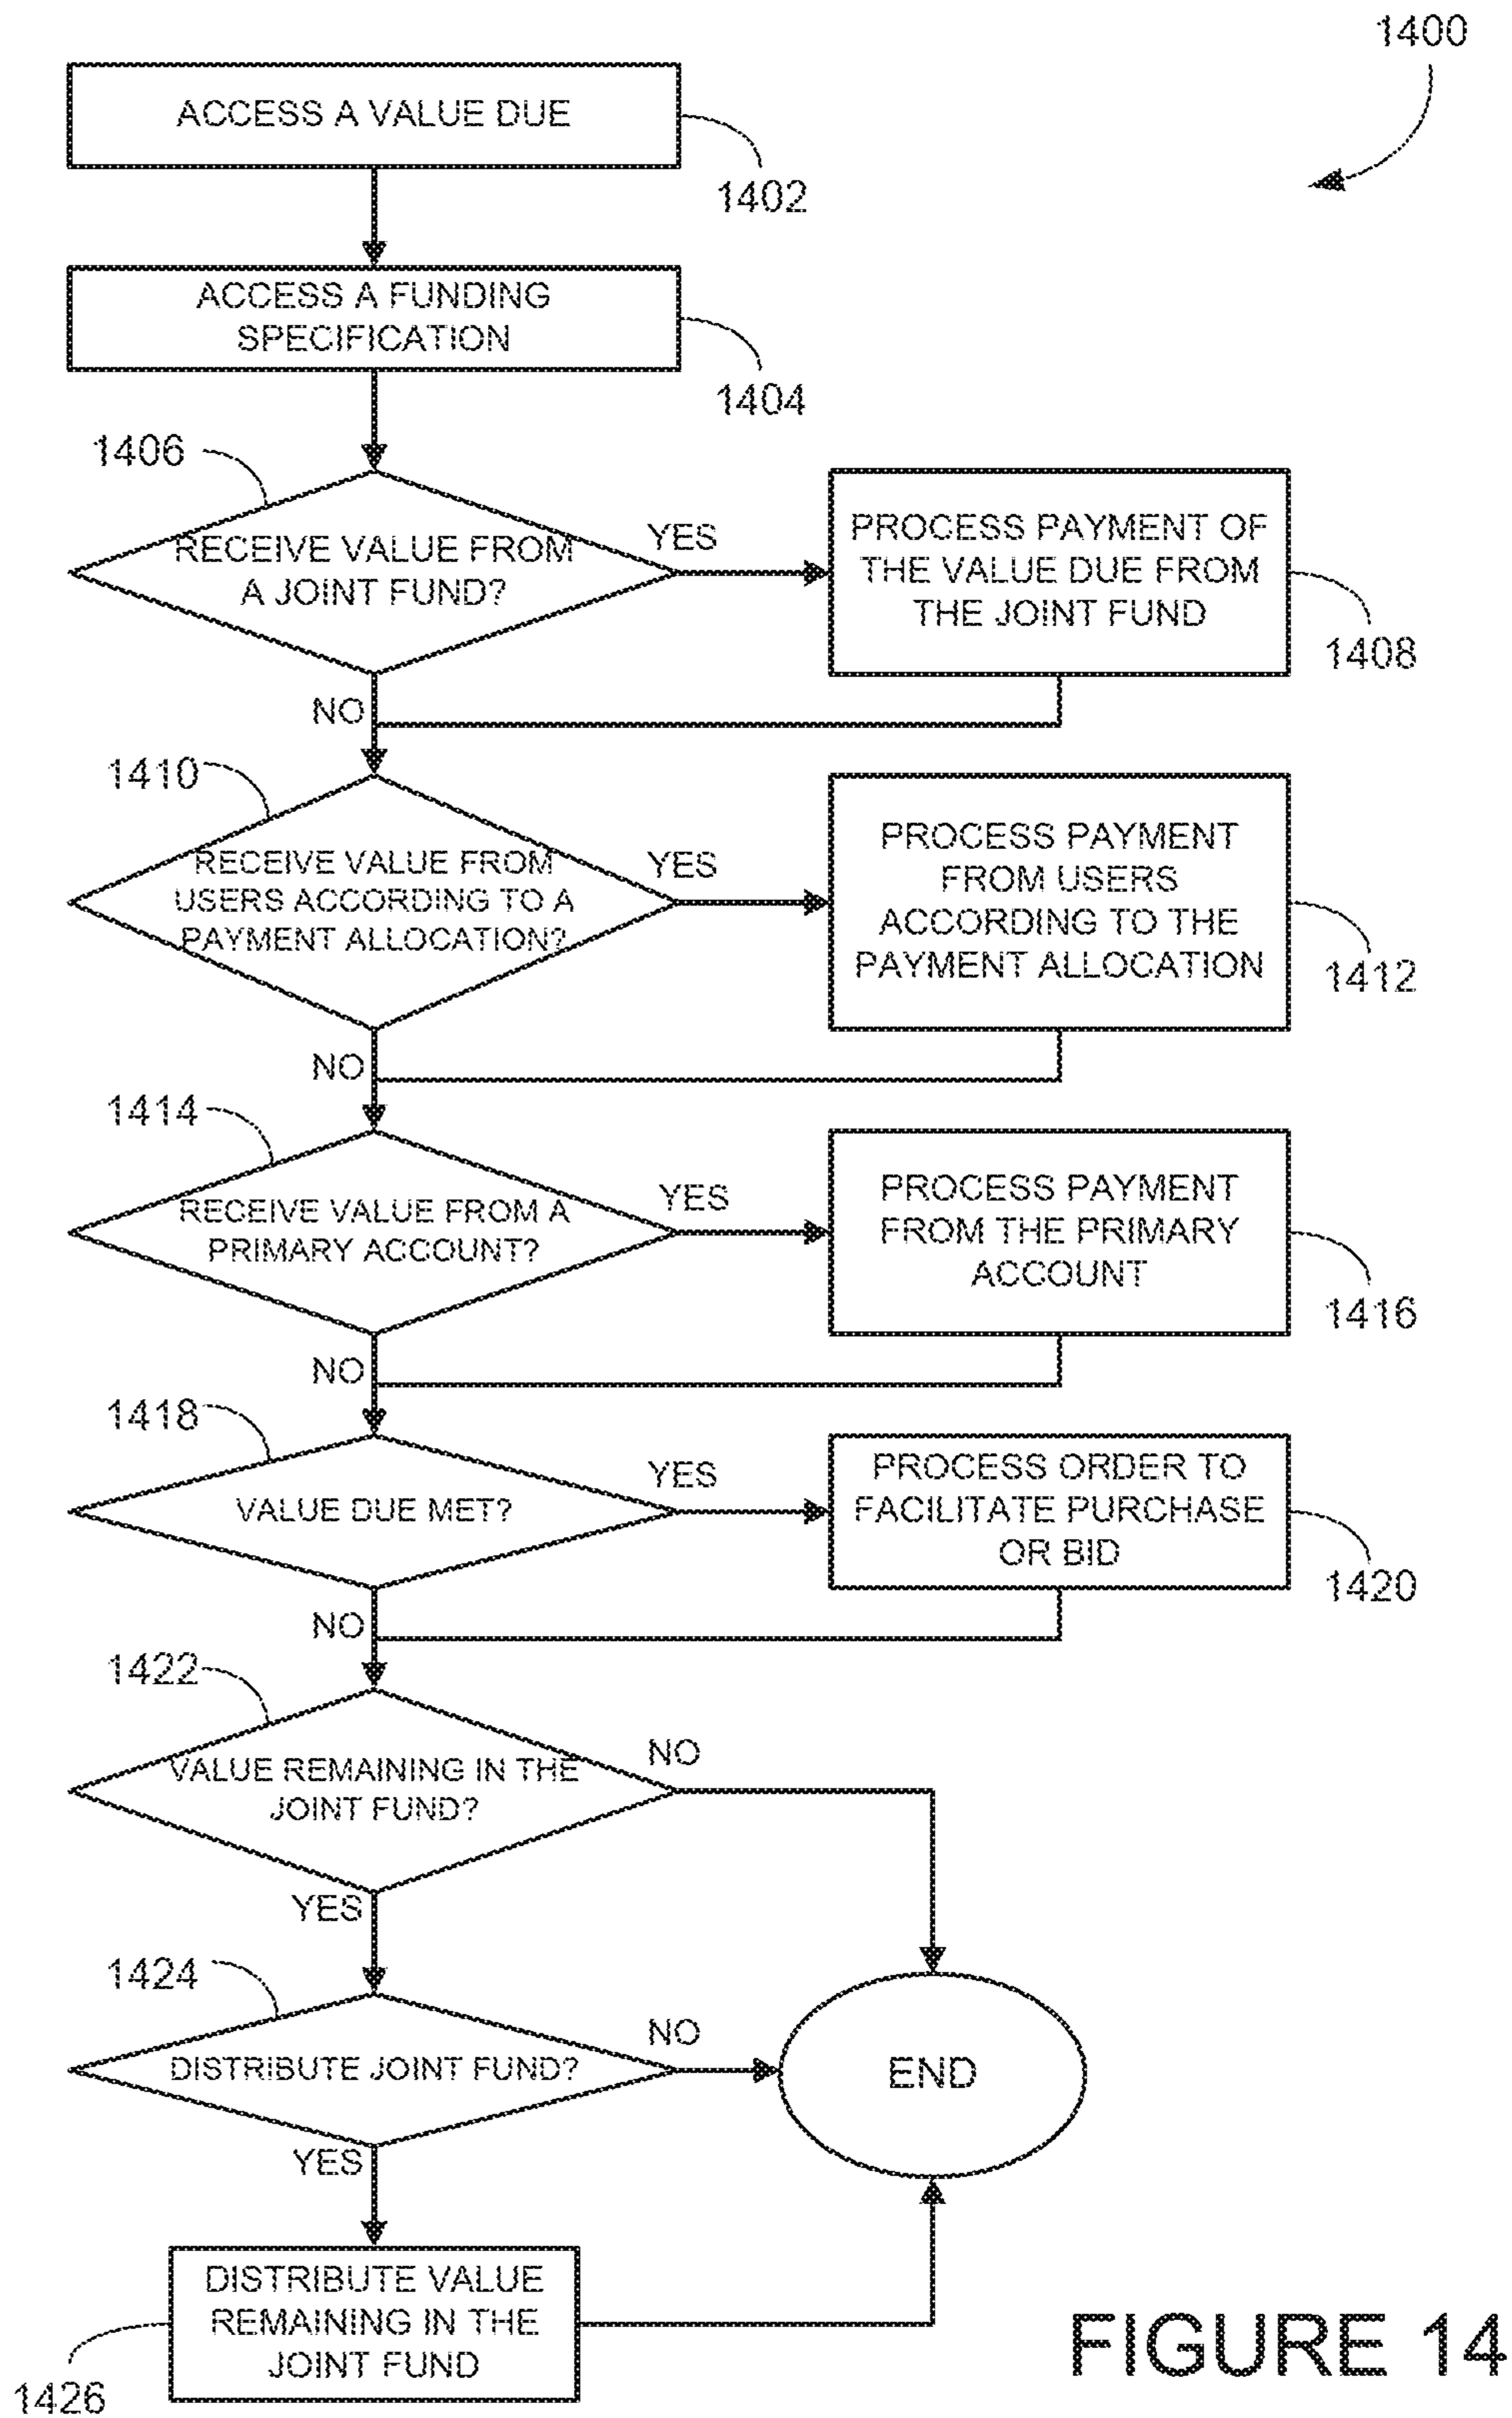 1400
ACCESS A VALUE DUE
1402
ACCESS A FUNDING
SPECIFICATION
1404
1406
RECEIVE VALUE FROM
A JOINT FUND?
YES
PROCESS PAYMENT OF
THE VALUE DUE FROM
THE JOINT FUND
1408
NO
1410
RECEIVE VALUE FROM
USERS ACCORDING TO A
PAYMENT ALLOCATION?
YES
PROCESS PAYMENT
FROM USERS
ACCORDING TO THE
PAYMENT ALLOCATION
1412
NO
1414
RECEIVE VALUE FROM A
PRIMARY ACCOUNT?
YES
PROCESS PAYMENT
FROM THE PRIMARY
ACCOUNT
1416
NO
1418
VALUE DUE MET?
YES
PROCESS ORDER TO
FACILITATE PURCHASE
OR BID
1420
NO
1422
VALUE REMAINING IN THE
JOINT FUND?
NO
YES
1424
DISTRIBUTE JOINT FUND?
NO
END
YES
DISTRIBUTE VALUE
REMAINING IN THE
JOINT FUND
1426
FIGURE 14